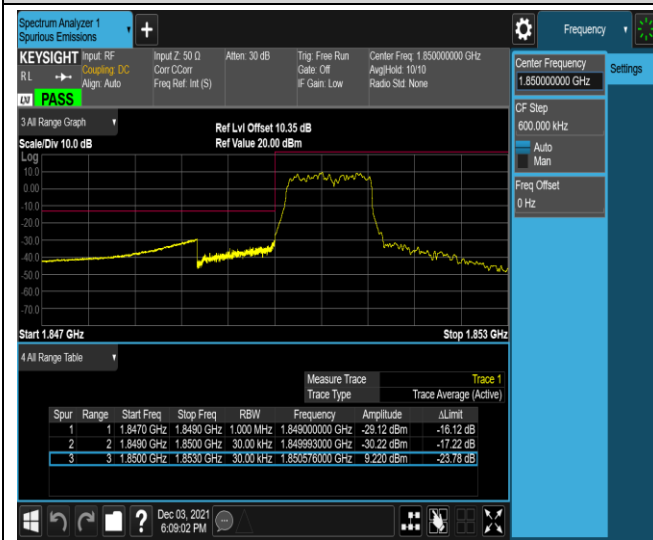 Spectrum Analyzer 1
Spurious Emissions
+
Frequency
KEYSIGHT
RL
LXI PASS
Input: RF
Coupling: DC
Align: Auto
Input Z: 50 Ω
Corr CCorr
Freq Ref: Int (S)
Atten: 30 dB
Trig: Free Run
Gate: Off
IF Gain: Low
Center Freq: 1.850000000 GHz
Avg|Hold: 10/10
Radio Std: None
Center Frequency
1.850000000 GHz
Settings
CF Step
600.000 kHz
Auto
Man
Freq Offset
0 Hz
3 All Range Graph
Scale/Div 10.0 dB
Ref Lvl Offset 10.35 dB
Ref Value 20.00 dBm
Log
10.0
0.00
-10.0
-20.0
-30.0
-40.0
-50.0
-60.0
-70.0
Start 1.847 GHz
Stop 1.853 GHz
4 All Range Table
Measure Trace Trace 1
Trace Type Trace Average (Active)
Spur Range Start Freq Stop Freq RBW Frequency Amplitude ΔLimit
1 1 1.8470 GHz 1.8490 GHz 1.000 MHz 1.849000000 GHz -29.12 dBm -16.12 dB
2 2 1.8490 GHz 1.8500 GHz 30.00 kHz 1.849993000 GHz -30.22 dBm -17.22 dB
3 3 1.8500 GHz 1.8530 GHz 30.00 kHz 1.850576000 GHz 9.220 dBm -23.78 dB
?
Dec 03, 2021
6:09:02 PM